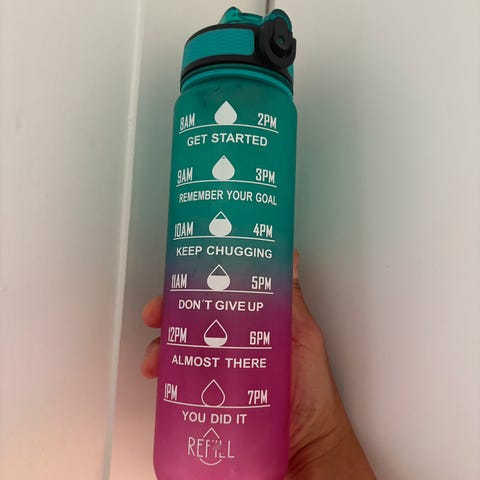 8AM 2PM
GET STARTED
9AM 3PM
REMEMBER YOUR GOAL
10AM 4PM
KEEP CHUGGING
11AM 5PM
DON'T GIVE UP
12PM 6PM
ALMOST THERE
1PM 7PM
YOU DID IT
REFILL